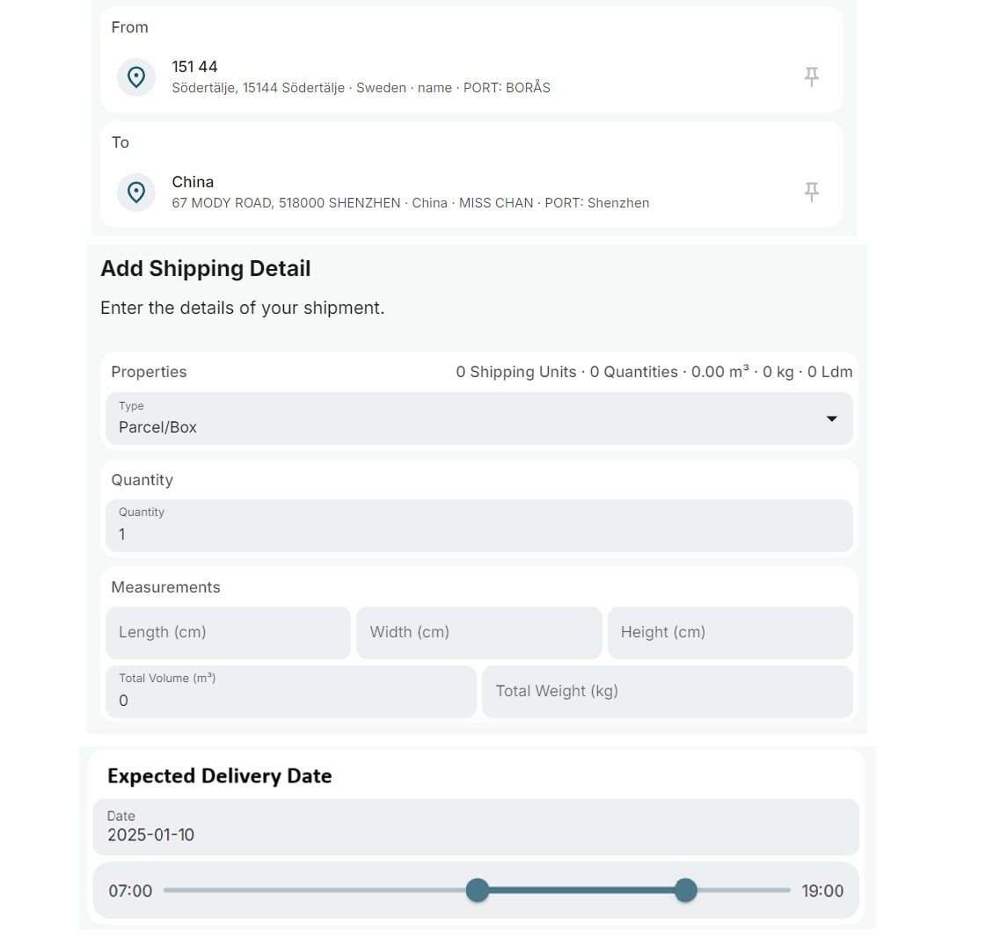 From
151 44
Södertälje, 15144 Södertälje · Sweden · name · PORT: BORÅS
To
China
67 MODY ROAD, 518000 SHENZHEN · China · MISS CHAN · PORT: Shenzhen
Add Shipping Detail
Enter the details of your shipment.
Properties 0 Shipping Units · 0 Quantities · 0.00 m³ · 0 kg · 0 Ldm
Type
Parcel/Box
Quantity
Quantity
1
Measurements
Length (cm) Width (cm) Height (cm)
Total Volume (m³)
0
Total Weight (kg)
Expected Delivery Date
Date
2025-01-10
07:00 19:00